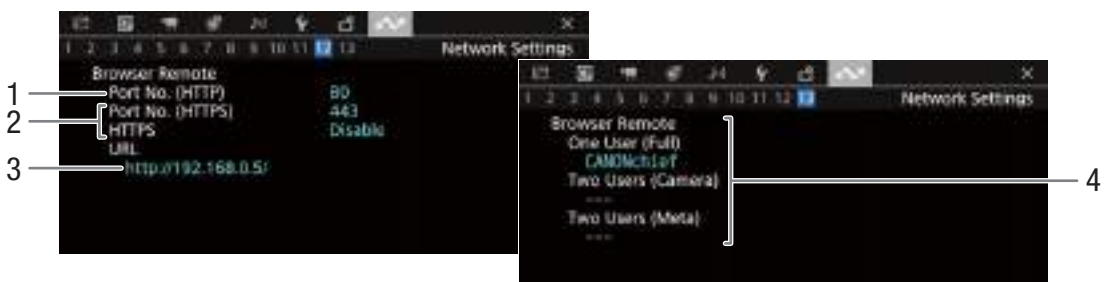 1 2 3 4 5 6 7 8 9 10 11 12 13
Network Settings
Browser Remote
1
Port No. (HTTP) 80
2
Port No. (HTTPS) 443
HTTPS Disable
URL
3
http://192.168.0.5/
1 2 3 4 5 6 7 8 9 10 11 12 13
Network Settings
Browser Remote
One User (Full)
CANONchief
Two Users (Camera)
---
Two Users (Meta)
---
4